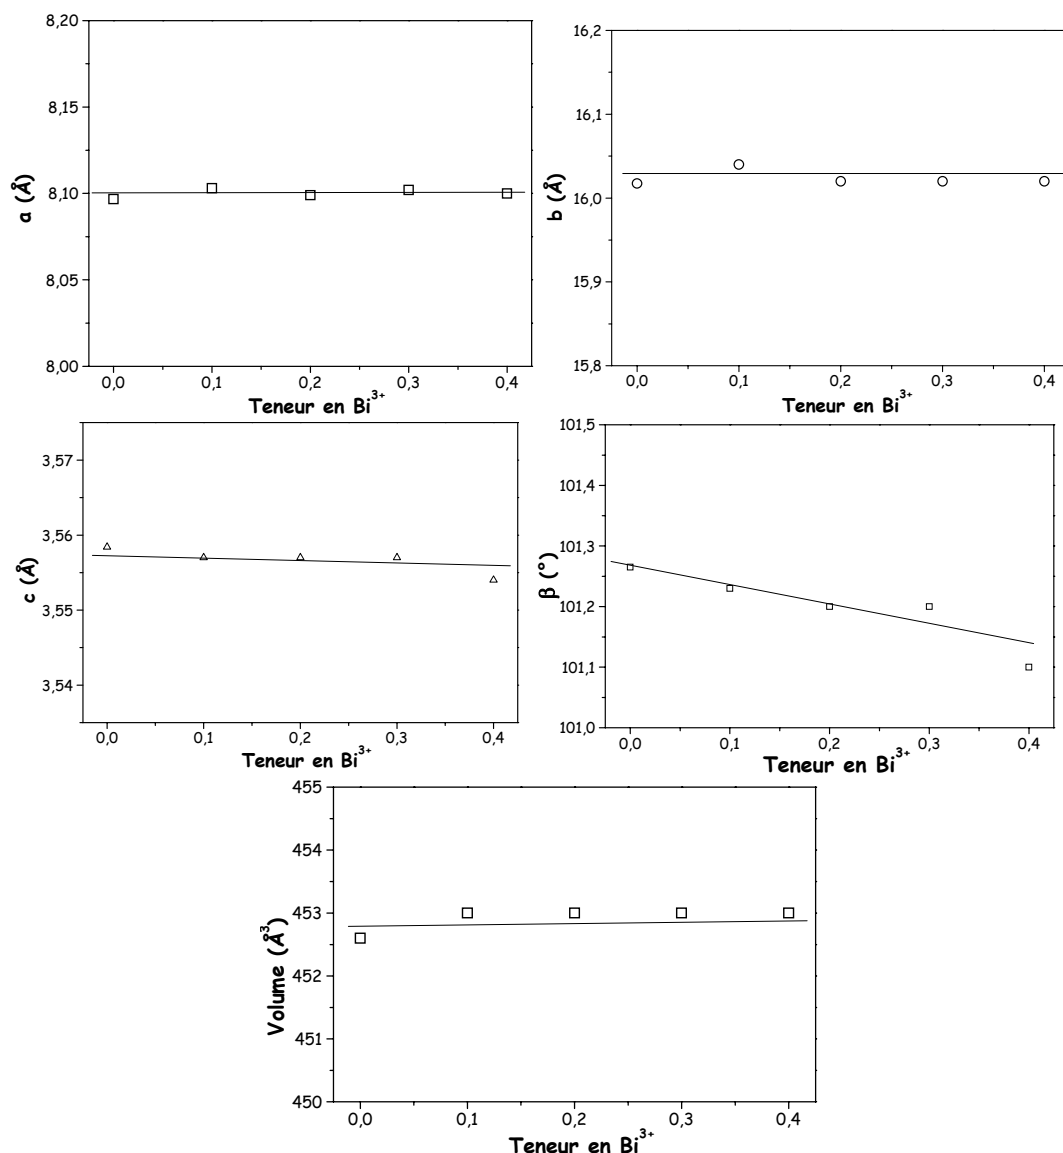 8,20
8,15
8,10
8,05
8,00
a (Å)
0,0 0,1 0,2 0,3 0,4
Teneur en Bi³⁺
16,2
16,1
16,0
15,9
15,8
b (Å)
0,0 0,1 0,2 0,3 0,4
Teneur en Bi³⁺
3,57
3,56
3,55
3,54
c (Å)
0,0 0,1 0,2 0,3 0,4
Teneur en Bi³⁺
101,5
101,4
101,3
101,2
101,1
101,0
β (°)
0,0 0,1 0,2 0,3 0,4
Teneur en Bi³⁺
455
454
453
452
451
450
Volume (Å³)
0,0 0,1 0,2 0,3 0,4
Teneur en Bi³⁺